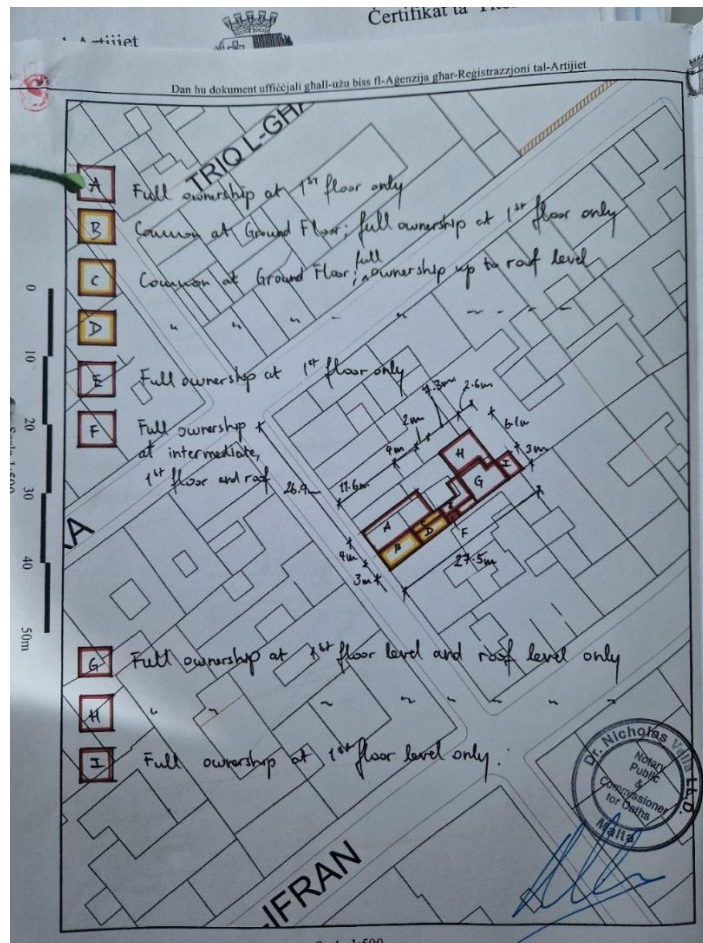 Ċertifikat ta'
Dan hu dokument uffiċjali għall-użu biss fl-Aġenzija għar-Reġistrazzjoni tal-Artijiet
TRIQ L-GĦ
A Full ownership at 1st floor only
B Common at Ground Floor; full ownership at 1st floor only
C Common at Ground Floor; full ownership up to roof level
D " " " " " "
E Full ownership at 1st floor only
F Full ownership
at intermediate,
1st floor and roof
0
10
20
30
40
50m
2.6m
2m
4m
6.1m
3m
11.6m
26.9m
H
I
G
A
D
F
B
4m
3m
27.5m
KA
G Full ownership at 1st floor level and roof level only
H " " " " " "
I Full ownership at 1st floor level only.
Dr. Nicholas Vella LL.D.
Notary
Public
&
Commissioner
for Oaths
Malta
-IFRAN